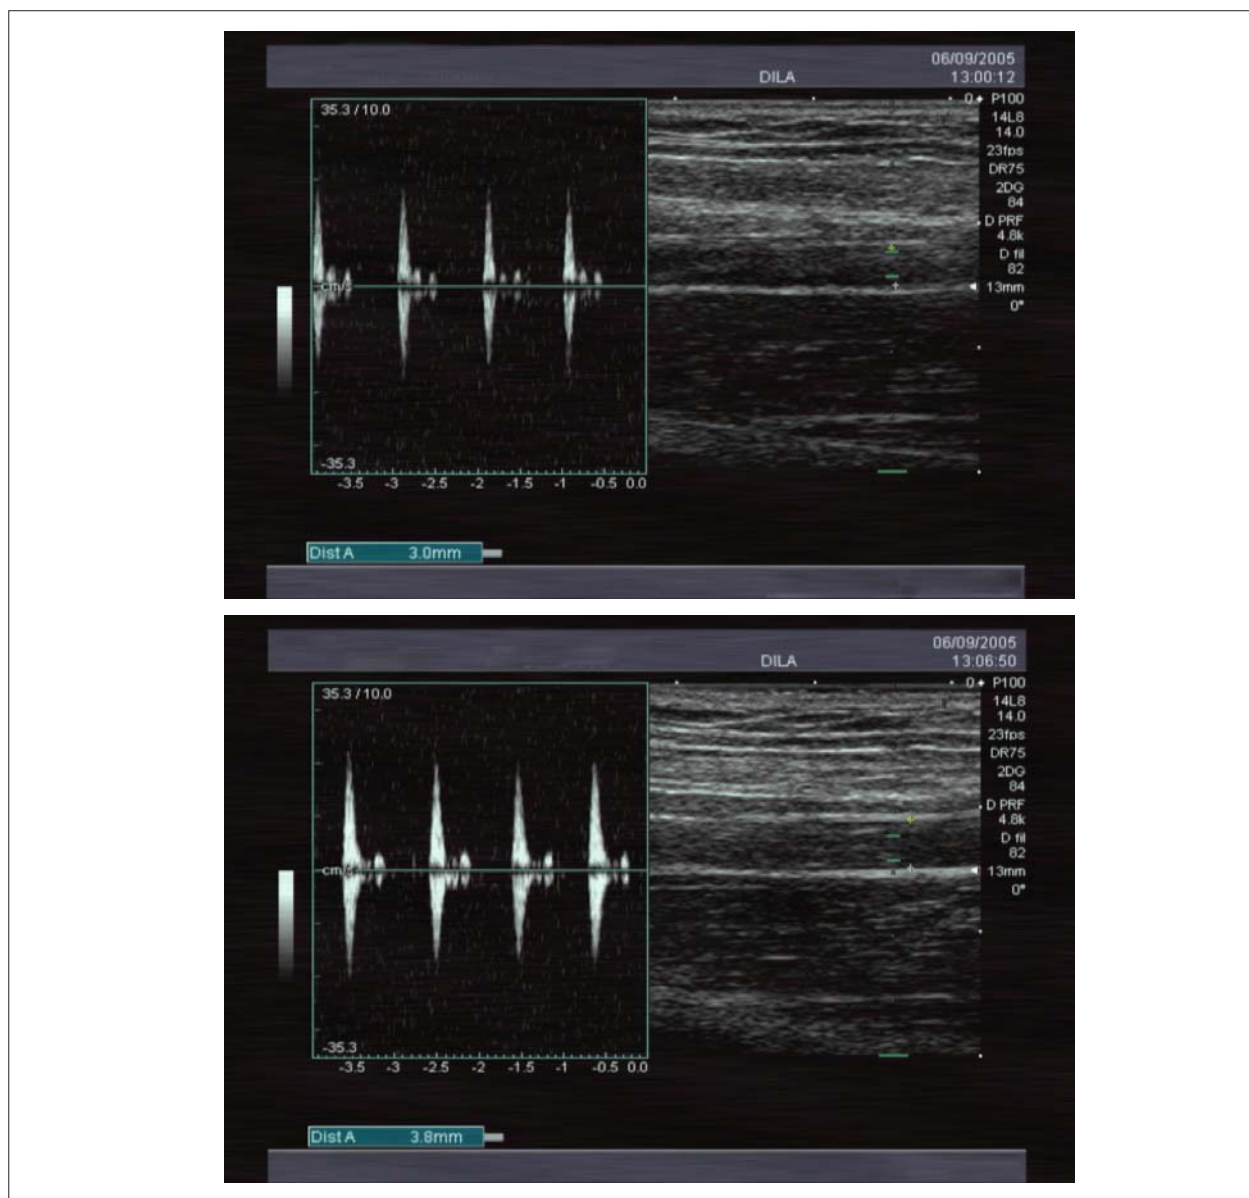 06/09/2005
DILA 13:00:12
35.3 / 10.0
0 P100
14L8
14.0
23fps
DR75
2DG
84
D PRF
4.8k
D fil
82
cm/s
13mm
0°
-35.3
-3.5 -3 -2.5 -2 -1.5 -1 -0.5 0.0
Dist A 3.0mm
06/09/2005
DILA 13:06:50
35.3 / 10.0
0 P100
14L8
14.0
23fps
DR75
2DG
84
D PRF
4.8k
D fil
82
cm/s
13mm
0°
-35.3
-3.5 -3 -2.5 -2 -1.5 -1 -0.5 0.0
Dist A 3.8mm